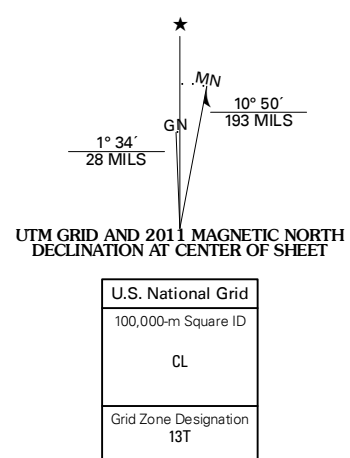 ★
MN
GN
10° 50´
193 MILS
1° 34´
28 MILS
UTM GRID AND 2011 MAGNETIC NORTH
DECLINATION AT CENTER OF SHEET
U.S. National Grid
100,000-m Square ID
CL
Grid Zone Designation
13T